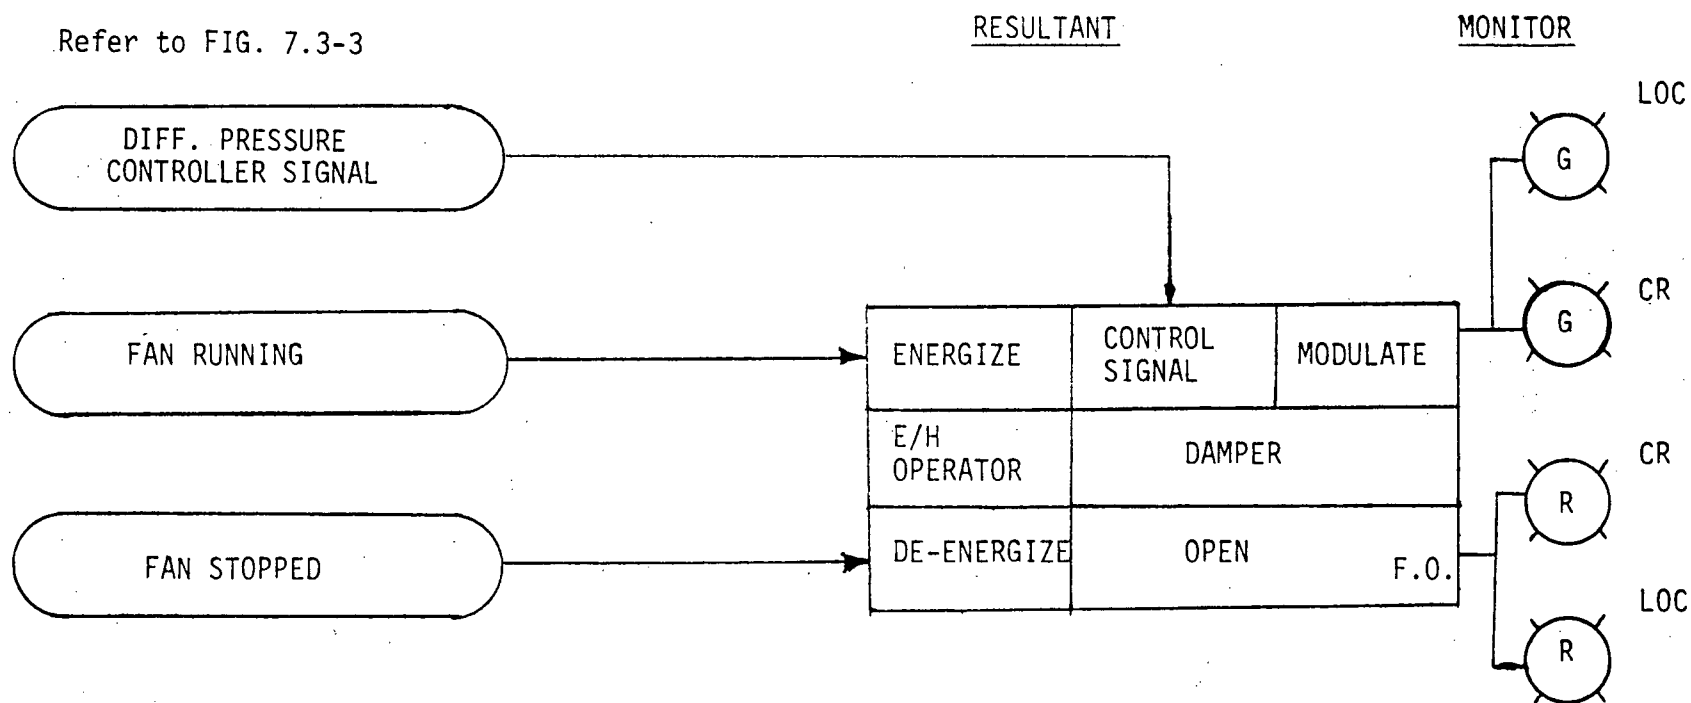 Refer to FIG. 7.3-3
RESULTANT
MONITOR
DIFF. PRESSURE
CONTROLLER SIGNAL
LOC
G
CR
G
FAN RUNNING
ENERGIZE
CONTROL
SIGNAL
MODULATE
E/H
OPERATOR
DAMPER
CR
R
FAN STOPPED
DE-ENERGIZE
OPEN
F.O.
LOC
R